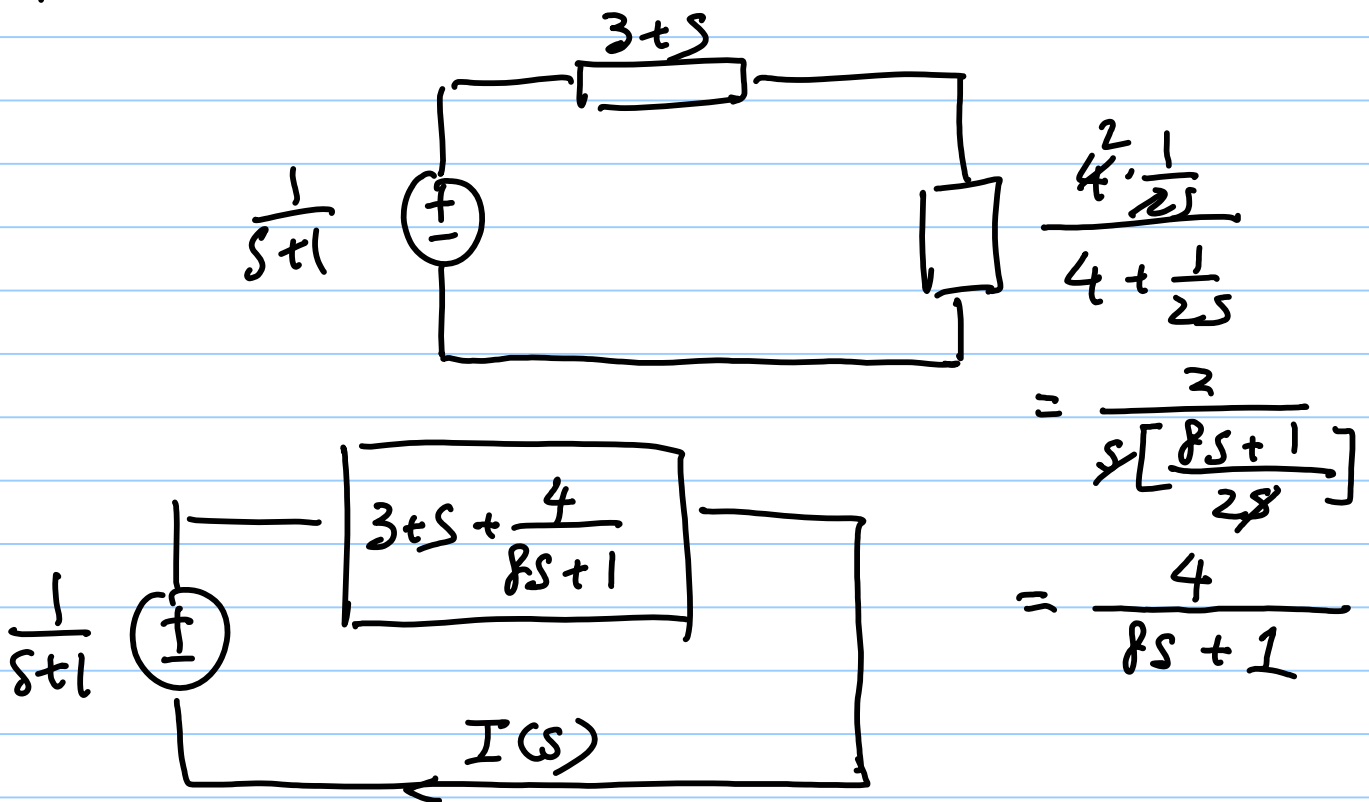 3+S
1/(S+1)
+
−
(4^2 · 1/(2S)) / (4 + 1/(2S))
= 2/(S[(8S+1)/(2S)])
3+S+4/(8S+1)
1/(S+1)
+
−
= 4/(8S+1)
I(S)